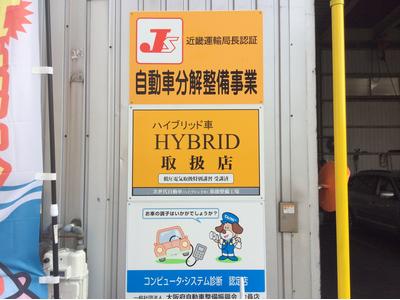 JS
近畿運輸局長認証
自動車分解整備事業
ハイブリッド車
HYBRID
取扱店
低圧電気取扱特別講習 受講済
お車の調子はいかがでしょうか?
コンピュータ・システム診断 認定店
大阪府自動車整備振興会